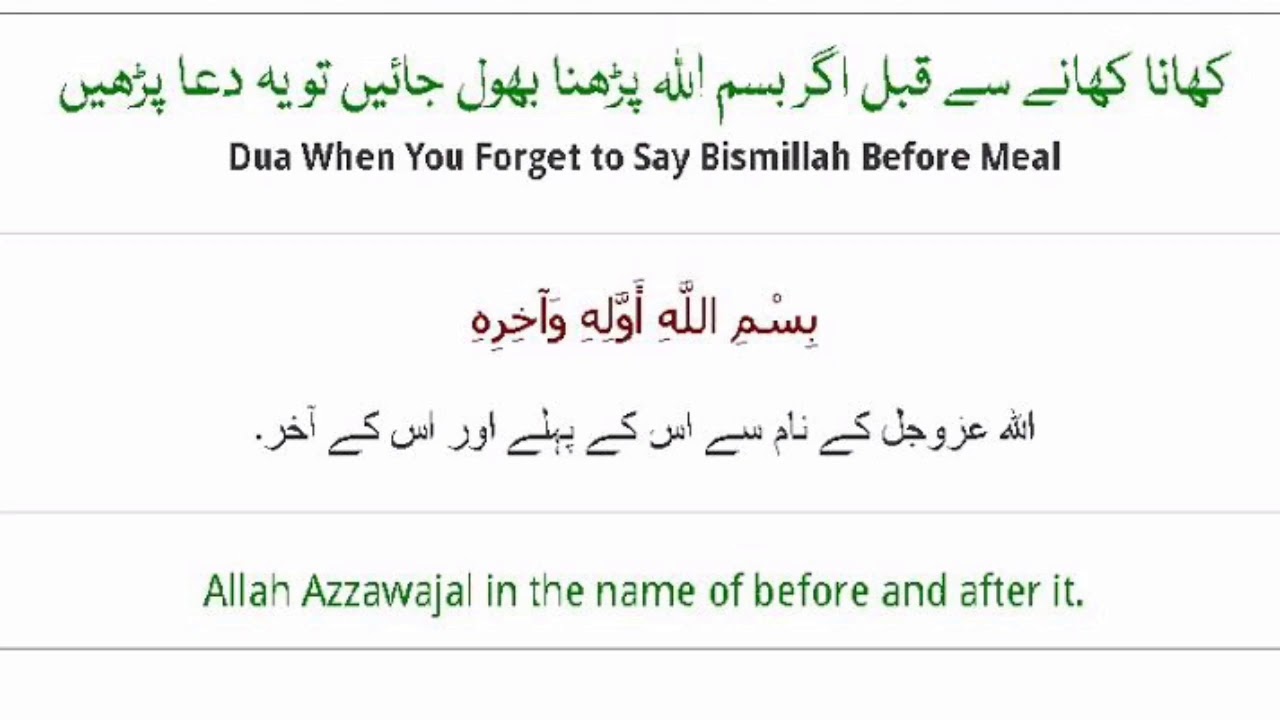 کھانا کھانے سے قبل اگر بسم اللہ پڑھنا بھول جائیں تو یہ دعا پڑھیں
Dua When You Forget to Say Bismillah Before Meal
بِسْمِ اللَّهِ أَوَّلِهِ وَآخِرِهِ
اللہ عزوجل کے نام سے اس کے پہلے اور اس کے آخر.
Allah Azzawajal in the name of before and after it.